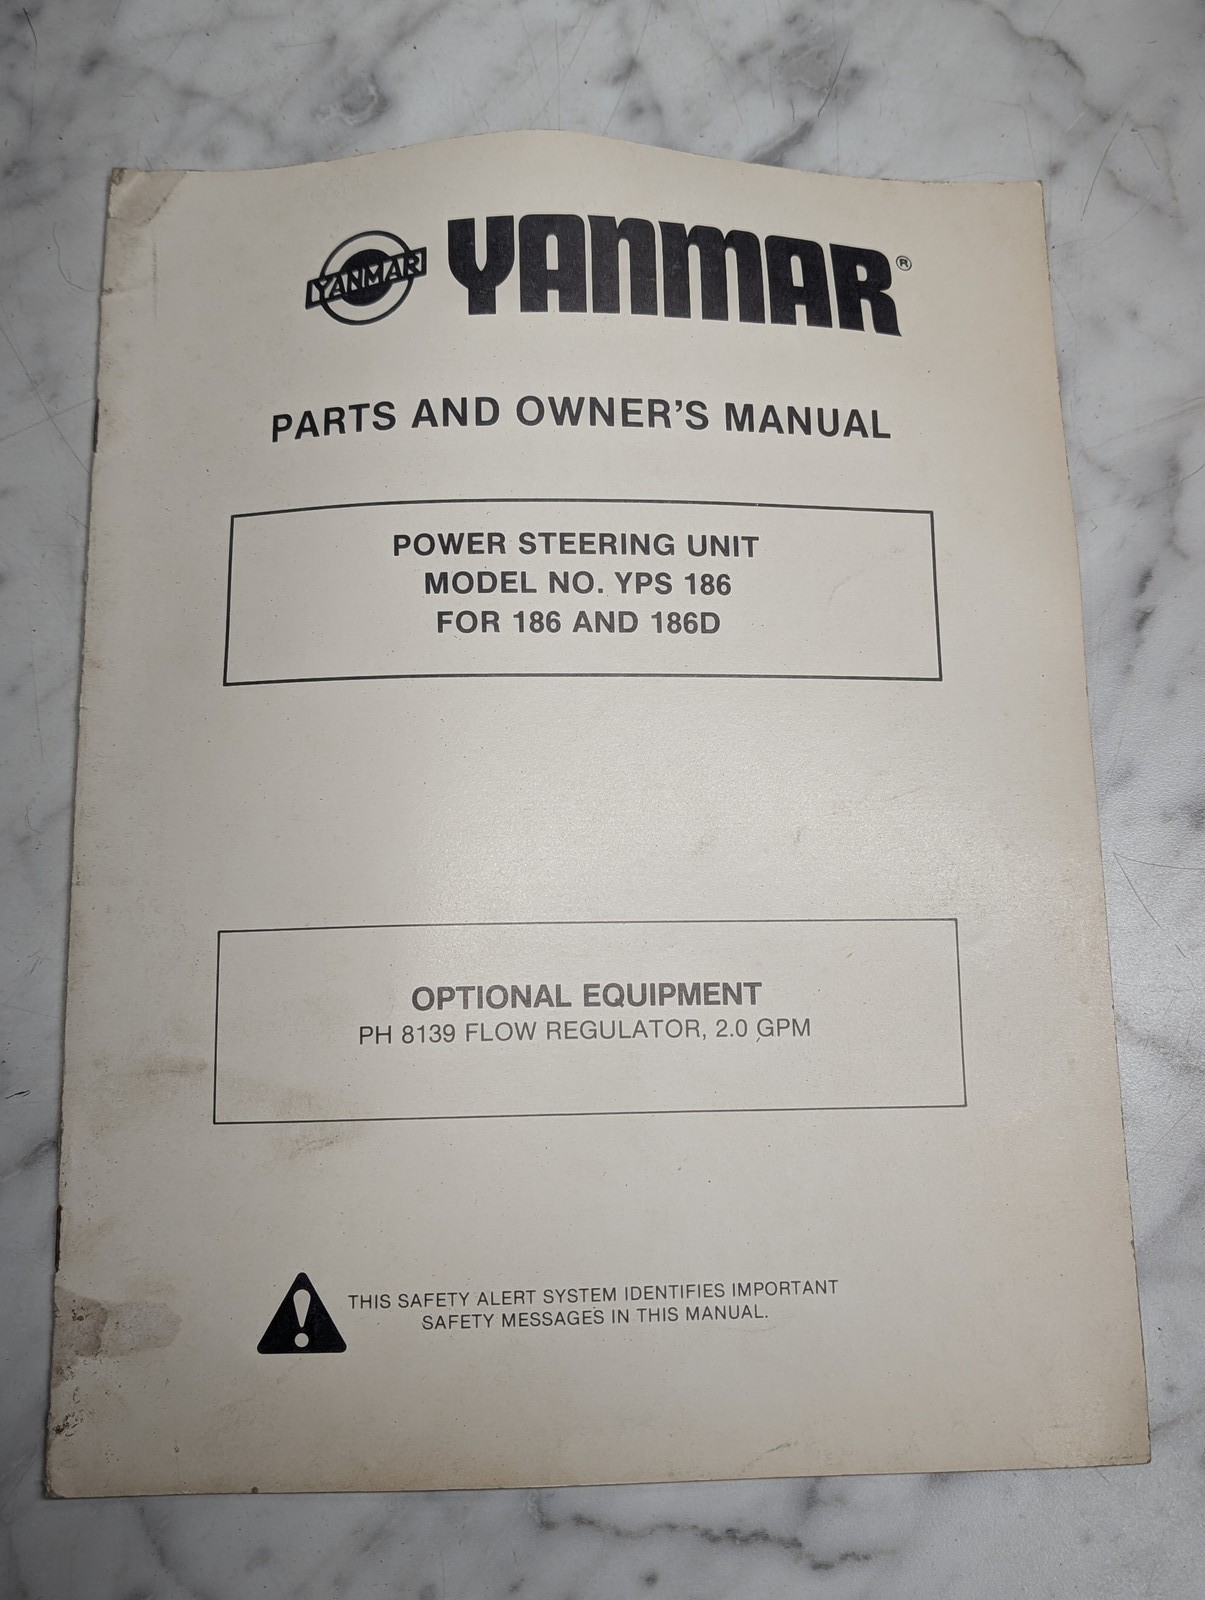 YANMAR YANMAR®
PARTS AND OWNER'S MANUAL
POWER STEERING UNIT
MODEL NO. YPS 186
FOR 186 AND 186D
OPTIONAL EQUIPMENT
PH 8139 FLOW REGULATOR, 2.0 GPM
THIS SAFETY ALERT SYSTEM IDENTIFIES IMPORTANT
SAFETY MESSAGES IN THIS MANUAL.